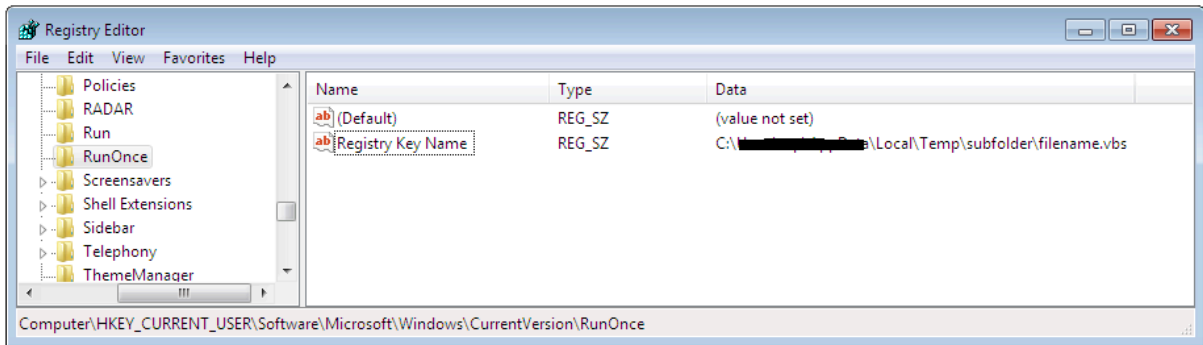 Registry Editor
File Edit View Favorites Help
Policies
RADAR
Run
RunOnce
Screensavers
Shell Extensions
Sidebar
Telephony
ThemeManager
Name Type Data
ab (Default) REG_SZ (value not set)
ab Registry Key Name REG_SZ C:\ a\Local\Temp\subfolder\filename.vbs
Computer\HKEY_CURRENT_USER\Software\Microsoft\Windows\CurrentVersion\RunOnce